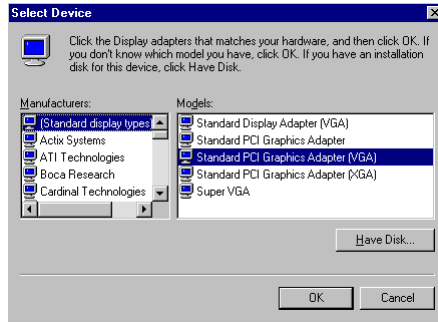 Select Device
Click the Display adapters that matches your hardware, and then click OK. If
you don't know which model you have, click OK. If you have an installation
disk for this device, click Have Disk.
Manufacturers:
(Standard display types)
Actix Systems
ATI Technologies
Boca Research
Cardinal Technologies
Models:
Standard Display Adapter (VGA)
Standard PCI Graphics Adapter
Standard PCI Graphics Adapter (VGA)
Standard PCI Graphics Adapter (XGA)
Super VGA
Have Disk...
OK
Cancel